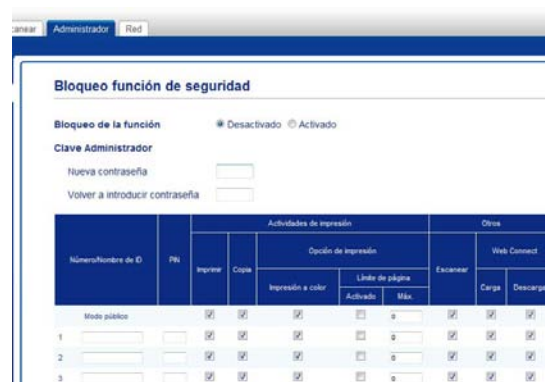 canear Administrador Red
Bloqueo función de seguridad
Bloqueo de la función Desactivado Activado
Clave Administrador
Nueva contraseña
Volver a introducir contraseña
Número/Nombre de ID PIN Actividades de impresión Otros
Imprimir Copia Opción de impresión Escanear Web Connect
Impresión a color Límite de página Carga Descarga
Activado Máx.
Modo público 0
1 0
2 0
3 0